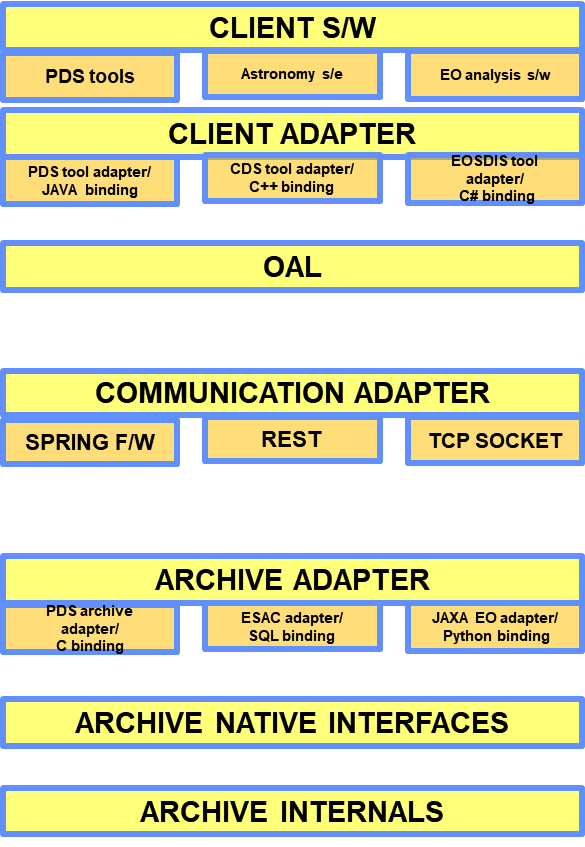 CLIENT S/W
PDS tools
Astronomy s/e
EO analysis s/w
CLIENT ADAPTER
PDS tool adapter/
JAVA binding
CDS tool adapter/
C++ binding
EOSDIS tool
adapter/
C# binding
OAL
COMMUNICATION ADAPTER
SPRING F/W
REST
TCP SOCKET
ARCHIVE ADAPTER
PDS archive
adapter/
C binding
ESAC adapter/
SQL binding
JAXA EO adapter/
Python binding
ARCHIVE NATIVE INTERFACES
ARCHIVE INTERNALS